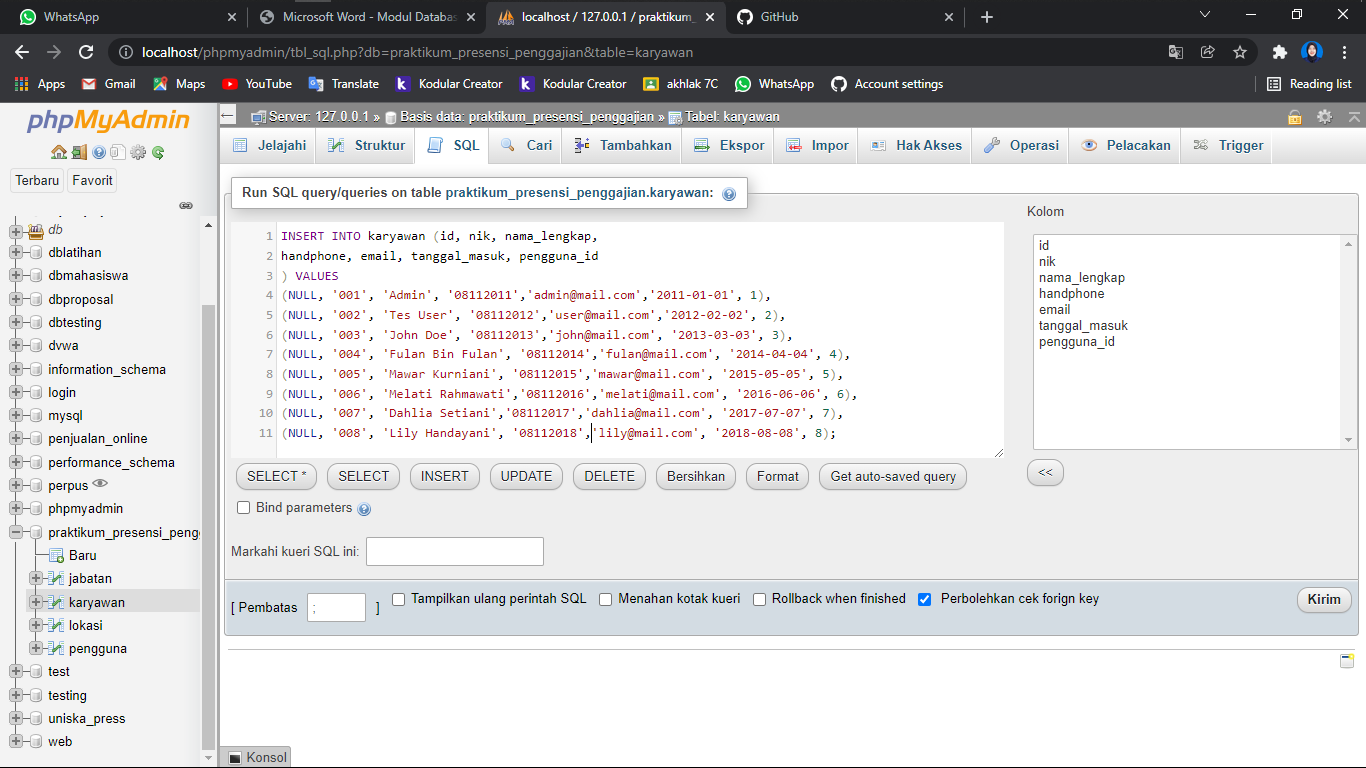 WhatsApp
Microsoft Word - Modul Databas
localhost / 127.0.0.1 / praktikum_
GitHub
localhost/phpmyadmin/tbl_sql.php?db=praktikum_presensi_penggajian&table=karyawan
Apps
Gmail
Maps
YouTube
Translate
Kodular Creator
Kodular Creator
akhlak 7C
WhatsApp
Account settings
Reading list
phpMyAdmin
Terbaru
Favorit
db
dblatihan
dbmahasiswa
dbproposal
dbtesting
dvwa
information_schema
login
mysql
penjualan_online
performance_schema
perpus
phpmyadmin
praktikum_presensi_peng
Baru
jabatan
karyawan
lokasi
pengguna
test
testing
uniska_press
web
Server: 127.0.0.1 » Basis data: praktikum_presensi_penggajian » Tabel: karyawan
Jelajahi
Struktur
SQL
Cari
Tambahkan
Ekspor
Impor
Hak Akses
Operasi
Pelacakan
Trigger
Run SQL query/queries on table praktikum_presensi_penggajian.karyawan:
1 INSERT INTO karyawan (id, nik, nama_lengkap,
2 handphone, email, tanggal_masuk, pengguna_id
3 ) VALUES
4 (NULL, '001', 'Admin', '08112011','admin@mail.com','2011-01-01', 1),
5 (NULL, '002', 'Tes User', '08112012','user@mail.com','2012-02-02', 2),
6 (NULL, '003', 'John Doe', '08112013','john@mail.com', '2013-03-03', 3),
7 (NULL, '004', 'Fulan Bin Fulan', '08112014','fulan@mail.com', '2014-04-04', 4),
8 (NULL, '005', 'Mawar Kurniani', '08112015','mawar@mail.com', '2015-05-05', 5),
9 (NULL, '006', 'Melati Rahmawati','08112016','melati@mail.com', '2016-06-06', 6),
10 (NULL, '007', 'Dahlia Setiani','08112017','dahlia@mail.com', '2017-07-07', 7),
11 (NULL, '008', 'Lily Handayani', '08112018','lily@mail.com', '2018-08-08', 8);
Kolom
id
nik
nama_lengkap
handphone
email
tanggal_masuk
pengguna_id
<<
SELECT *
SELECT
INSERT
UPDATE
DELETE
Bersihkan
Format
Get auto-saved query
Bind parameters
Markahi kueri SQL ini:
[ Pembatas ; ]
Tampilkan ulang perintah SQL
Menahan kotak kueri
Rollback when finished
Perbolehkan cek forign key
Kirim
Konsol